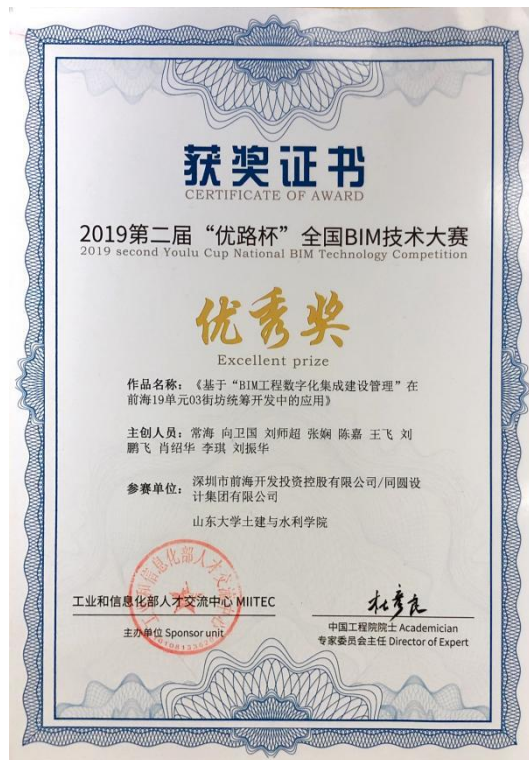 获奖证书
CERTIFICATE OF AWARD
2019第二届“优路杯”全国BIM技术大赛
2019 second Youlu Cup National BIM Technology Competition
优秀奖
Excellent prize
作品名称：《基于“BIM工程数字化集成建设管理”在
前海19单元03街坊统筹开发中的应用》
主创人员：常海 向卫国 刘师超 张娴 陈嘉 王飞 刘
鹏飞 肖绍华 李琪 刘振华
参赛单位：深圳市前海开发投资控股有限公司/同圆设
计集团有限公司
山东大学土建与水利学院
工业和信息化部人才交流中心 MIITEC
主办单位 Sponsor unit
杜彦良
中国工程院院士 Academician
专家委员会主任 Director of Expert